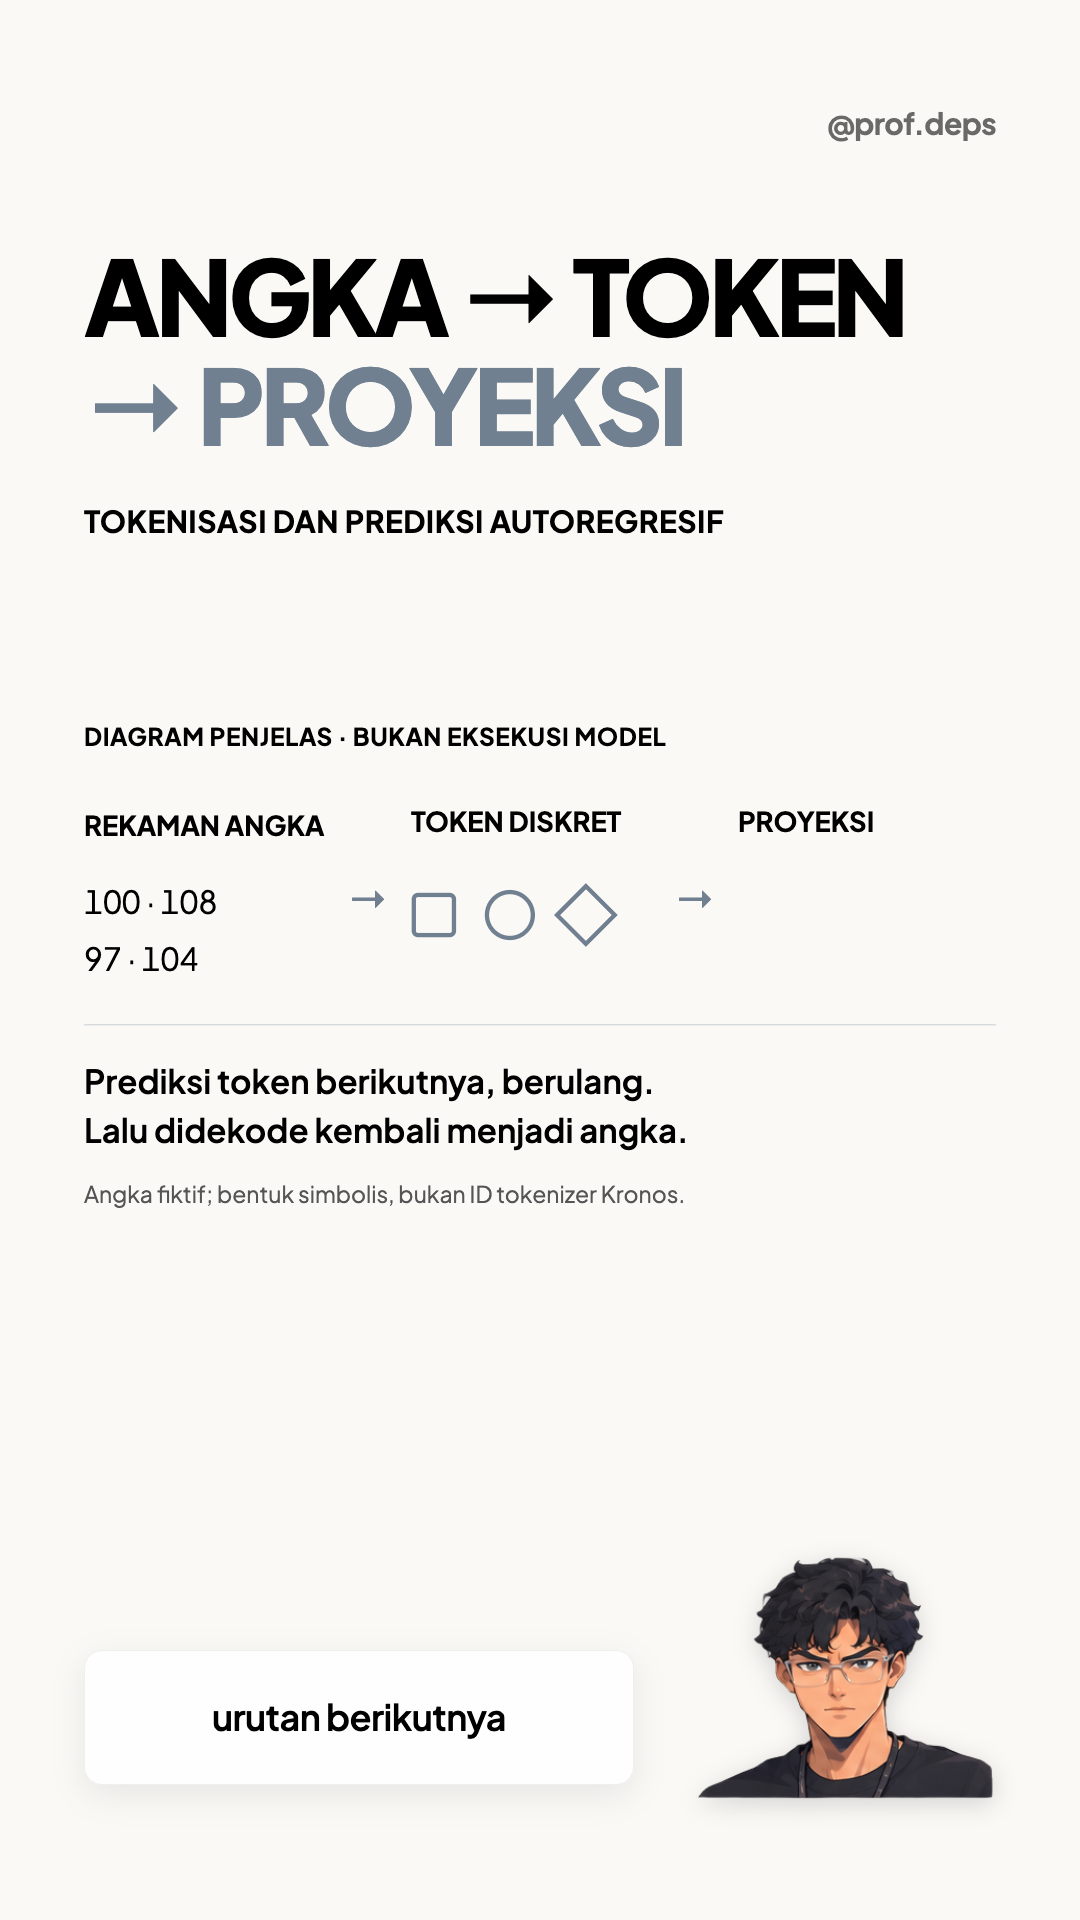 @prof.deps
ANGKA → TOKEN
→ PROYEKSI
TOKENISASI DAN PREDIKSI AUTOREGRESIF
DIAGRAM PENJELAS · BUKAN EKSEKUSI MODEL
REKAMAN ANGKA
100 · 108
97 · 104
→
TOKEN DISKRET
→
PROYEKSI
Prediksi token berikutnya, berulang.
Lalu didekode kembali menjadi angka.
Angka fiktif; bentuk simbolis, bukan ID tokenizer Kronos.
urutan berikutnya